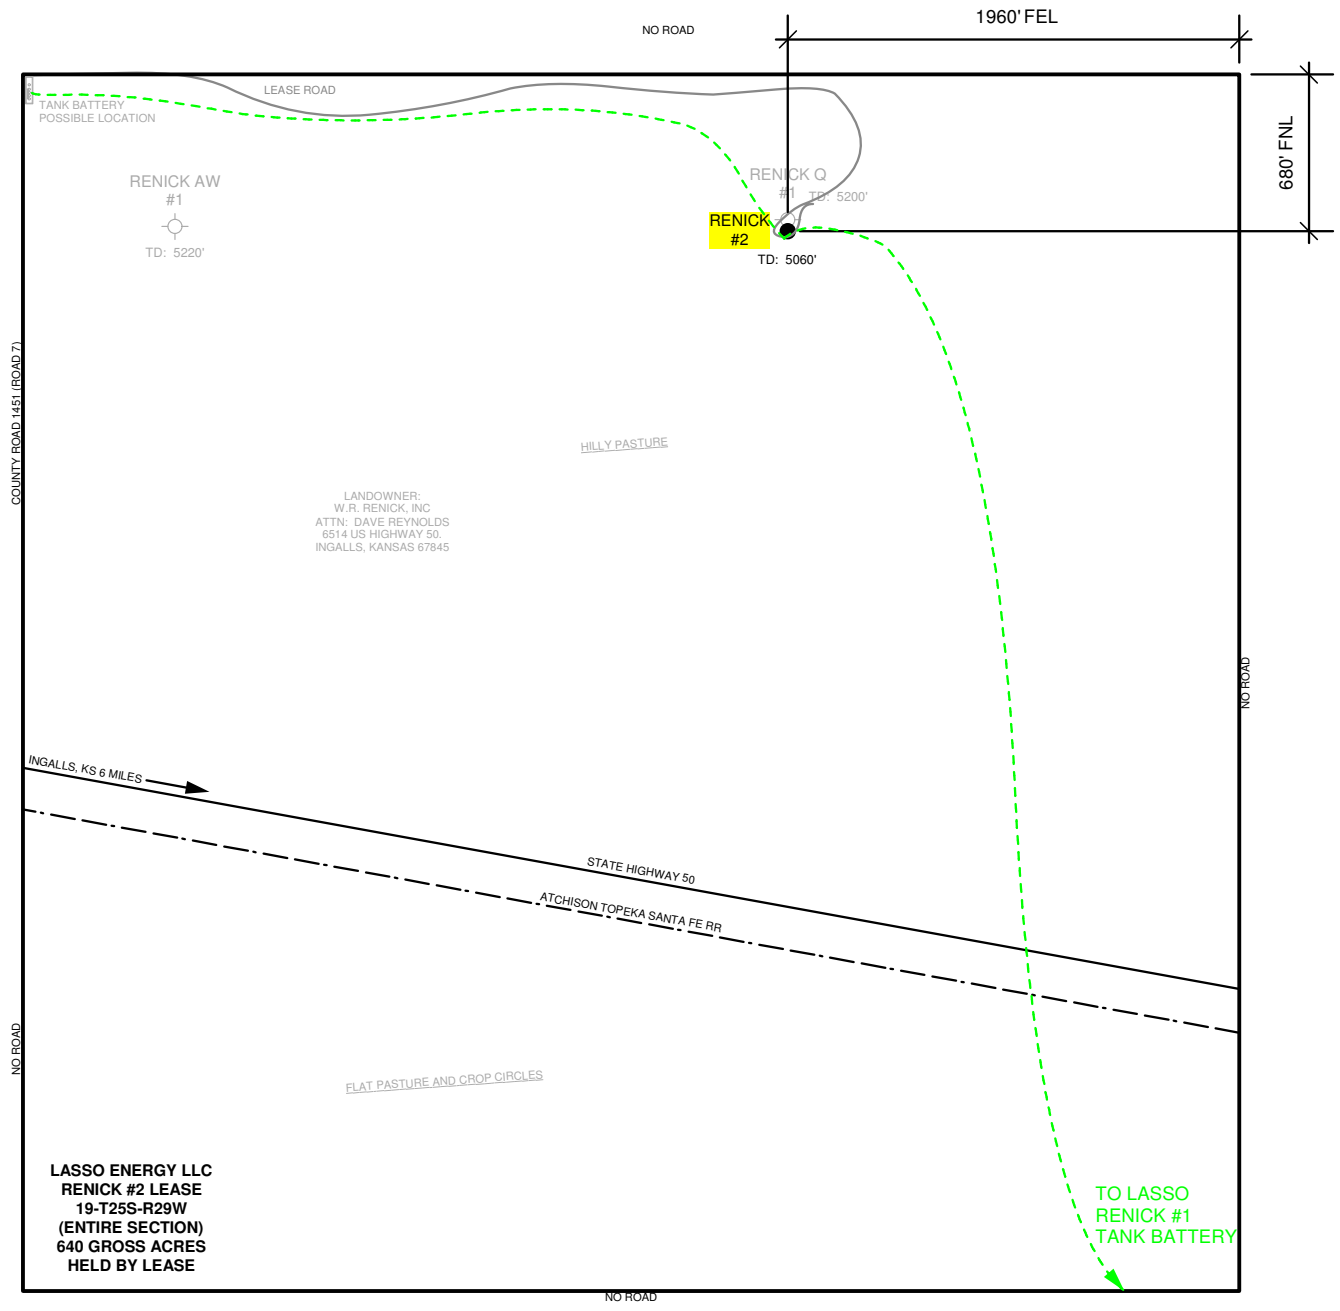 1960' FEL
NO ROAD
680' FNL
LEASE ROAD
TANK BATTERY
POSSIBLE LOCATION
RENICK AW
#1
TD: 5220'
RENICK Q
#1
TD: 5200'
RENICK
#2
TD: 5060'
COUNTY ROAD 1451 (ROAD 7)
HILLY PASTURE
LANDOWNER:
W.R. RENICK, INC
ATTN: DAVE REYNOLDS
6514 US HIGHWAY 50.
INGALLS, KANSAS 67845
NO ROAD
INGALLS, KS 6 MILES
STATE HIGHWAY 50
ATCHISON TOPEKA SANTA FE RR
NO ROAD
FLAT PASTURE AND CROP CIRCLES
LASSO ENERGY LLC
RENICK #2 LEASE
19-T25S-R29W
(ENTIRE SECTION)
640 GROSS ACRES
HELD BY LEASE
TO LASSO
RENICK #1
TANK BATTERY
NO ROAD